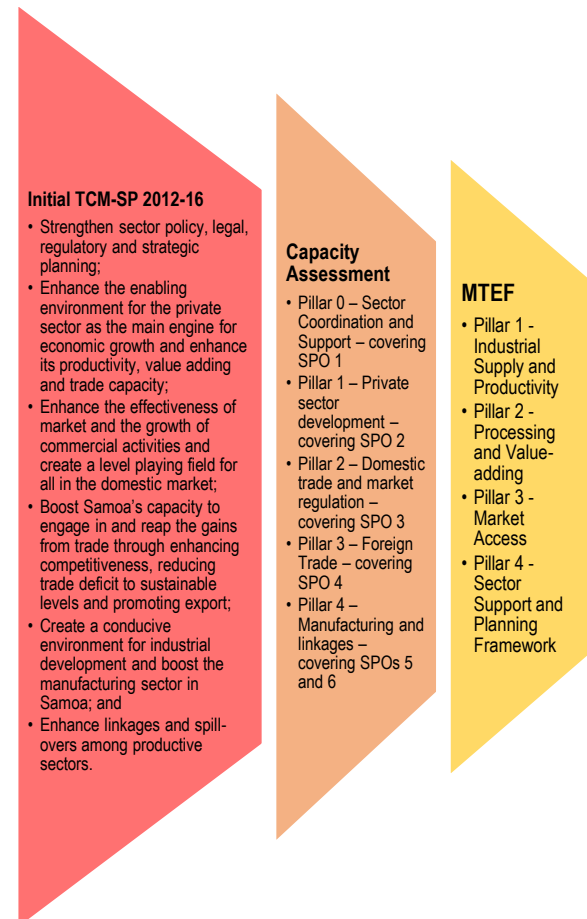 Initial TCM-SP 2012-16
• Strengthen sector policy, legal,
regulatory and strategic
planning;
• Enhance the enabling
environment for the private
sector as the main engine for
economic growth and enhance
its productivity, value adding
and trade capacity;
• Enhance the effectiveness of
market and the growth of
commercial activities and
create a level playing field for
all in the domestic market;
• Boost Samoa's capacity to
engage in and reap the gains
from trade through enhancing
competitiveness, reducing
trade deficit to sustainable
levels and promoting export;
• Create a conducive
environment for industrial
development and boost the
manufacturing sector in
Samoa; and
• Enhance linkages and spill-
overs among productive
sectors.
Capacity
Assessment
• Pillar 0 – Sector
Coordination and
Support – covering
SPO 1
• Pillar 1 – Private
sector
development –
covering SPO 2
• Pillar 2 – Domestic
trade and market
regulation –
covering SPO 3
• Pillar 3 – Foreign
Trade – covering
SPO 4
• Pillar 4 –
Manufacturing and
linkages –
covering SPOs 5
and 6
MTEF
• Pillar 1 -
Industrial
Supply and
Productivity
• Pillar 2 -
Processing
and Value-
adding
• Pillar 3 -
Market
Access
• Pillar 4 -
Sector
Support and
Planning
Framework